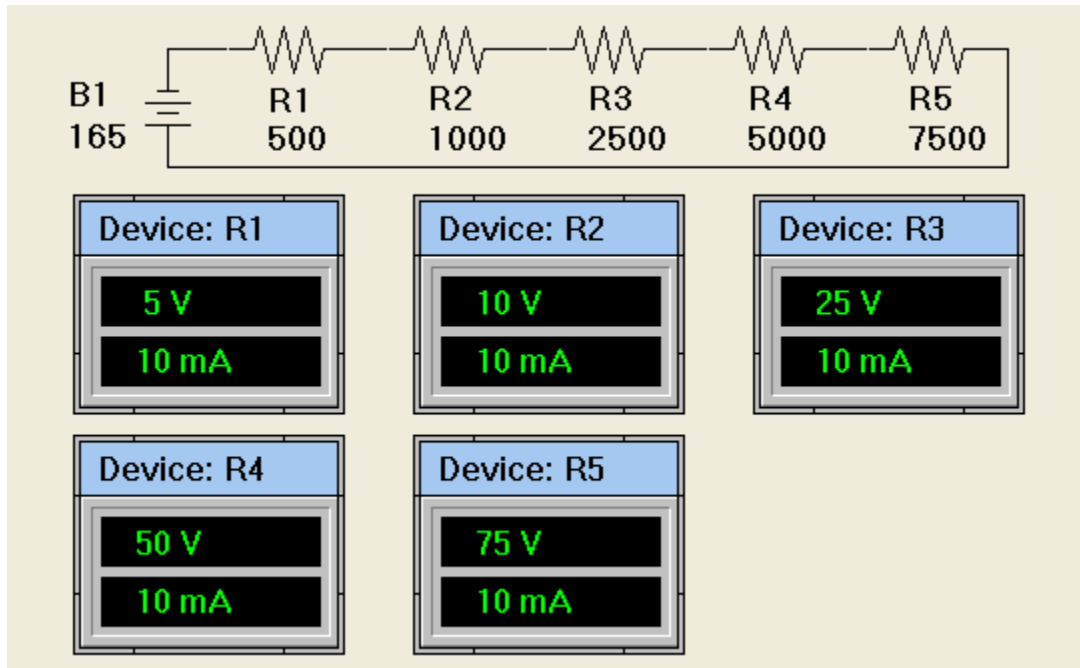 B1
165
R1
500
R2
1000
R3
2500
R4
5000
R5
7500
Device: R1
5 V
10 mA
Device: R2
10 V
10 mA
Device: R3
25 V
10 mA
Device: R4
50 V
10 mA
Device: R5
75 V
10 mA